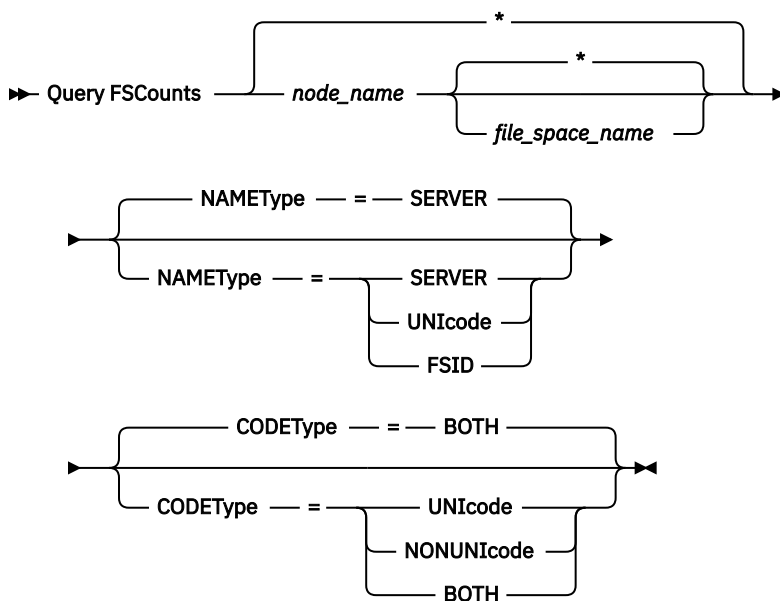 *
*
Query FSCounts node_name
file_space_name
NAMEType = SERVER
NAMEType = SERVER
UNIcode
FSID
CODEType = BOTH
CODEType = UNIcode
NONUNIcode
BOTH